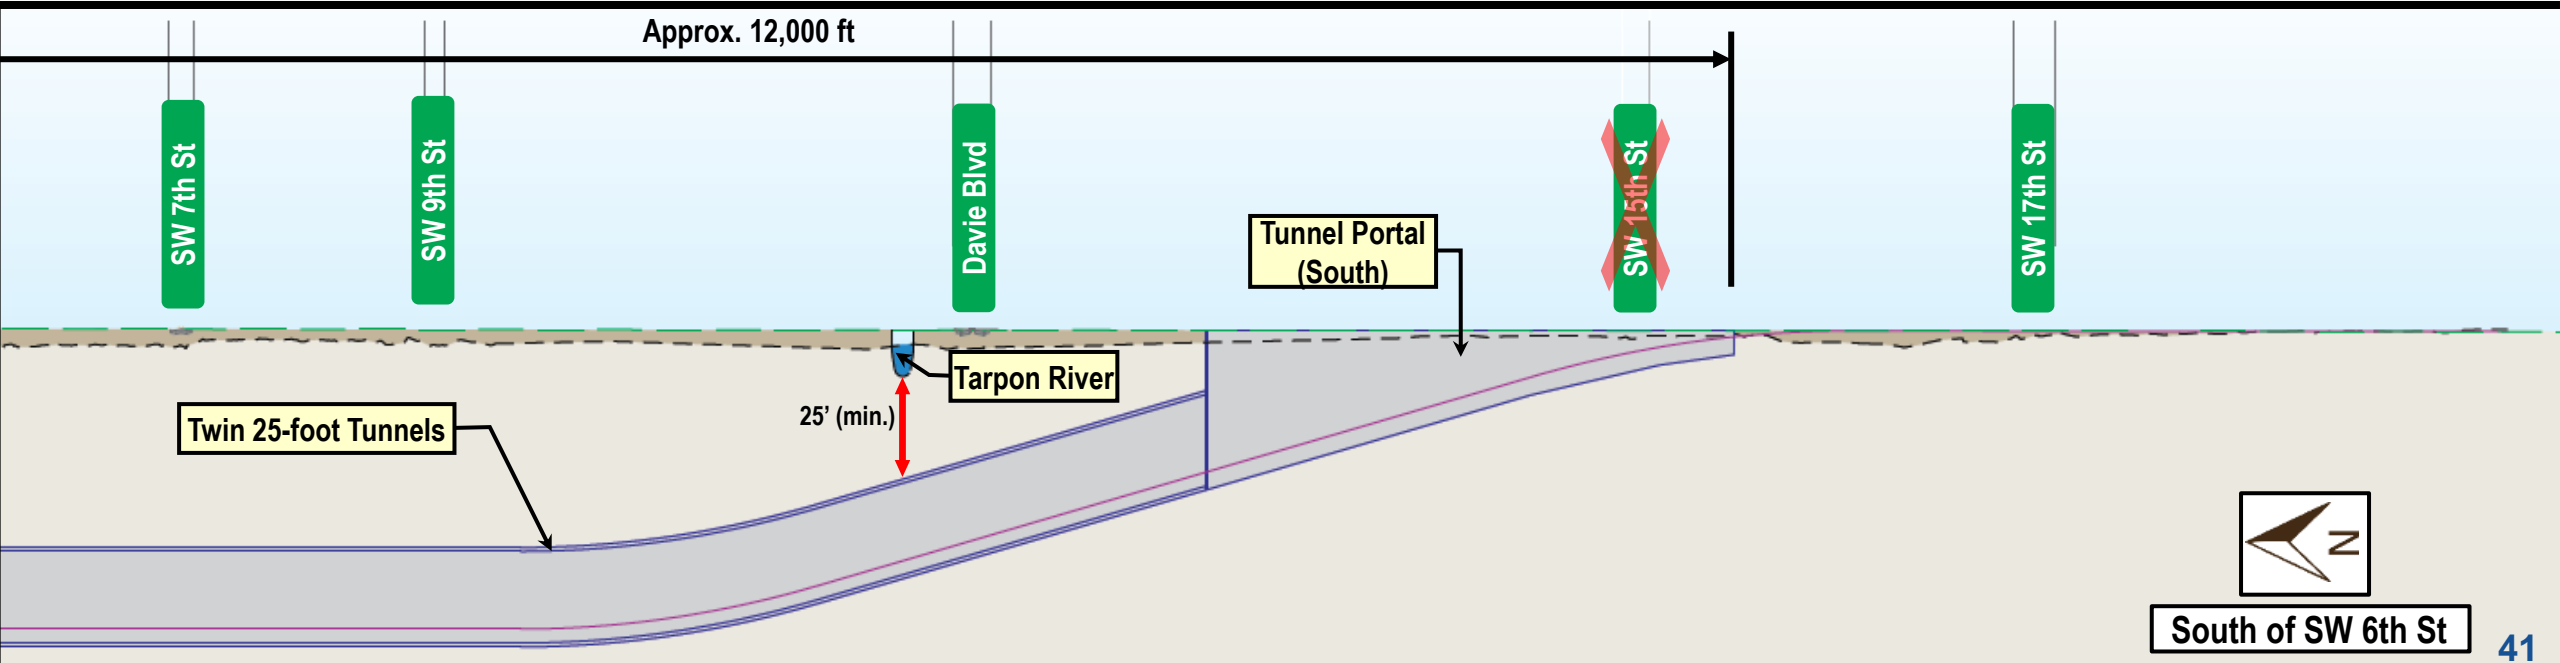 Approx. 12,000 ft
SW 7th St
SW 9th St
Davie Blvd
SW 15th St
SW 17th St
Tunnel Portal
(South)
Tarpon River
25’ (min.)
Twin 25-foot Tunnels
N
South of SW 6th St
41